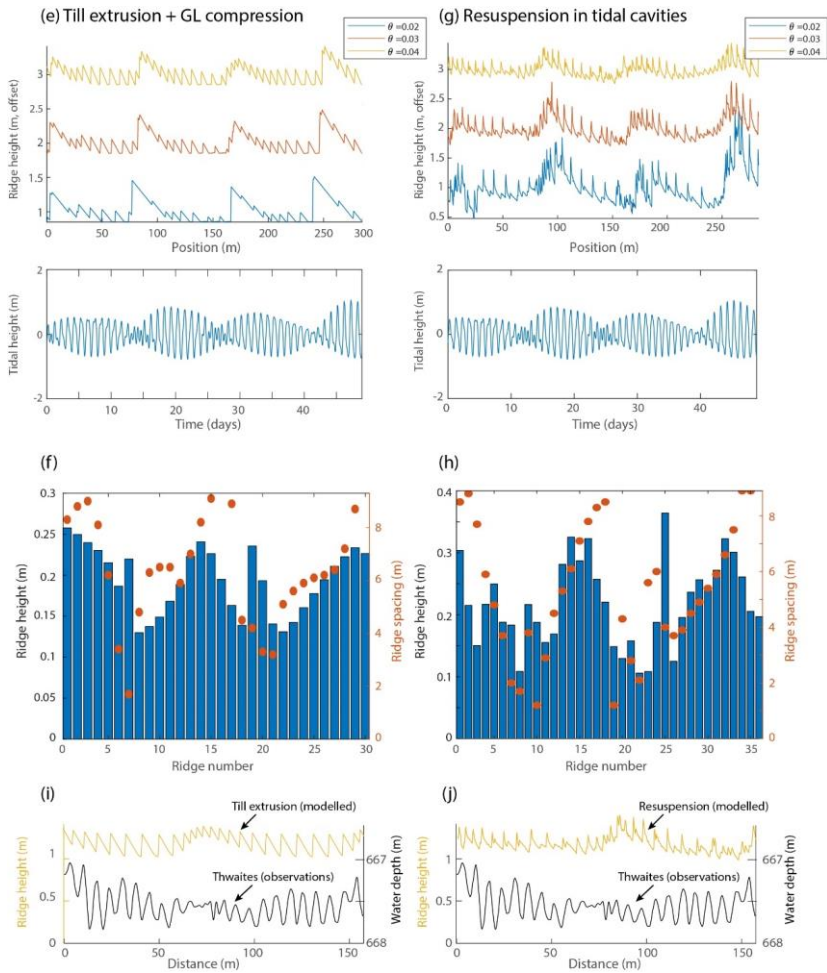 (e) Till extrusion + GL compression
θ =0.02
θ =0.03
θ =0.04
Ridge height (m, offset)
3
2.5
2
1.5
1
0 50 100 150 200 250 300
Position (m)
2
0
-2
Tidal height (m)
0 10 20 30 40
Time (days)
(g) Resuspension in tidal cavities
θ =0.02
θ =0.03
θ =0.04
Ridge height (m, offset)
3
2.5
2
1.5
1
0.5
0 50 100 150 200 250
Position (m)
2
0
-2
Tidal height (m)
0 10 20 30 40
Time (days)
(f)
Ridge height (m)
0.3
0.25
0.2
0.15
0.1
0.05
0
8
6
4
2
0
Ridge spacing (m)
0 5 10 15 20 25 30
Ridge number
(h)
Ridge height (m)
0.4
0.3
0.2
0.1
0
8
6
4
2
0
Ridge spacing (m)
0 5 10 15 20 25 30 35
Ridge number
(i)
Till extrusion (modelled)
Thwaites (observations)
Ridge height (m)
1
0.5
0
667
668
Water depth (m)
0 50 100 150
Distance (m)
(j)
Resuspension (modelled)
Thwaites (observations)
Ridge height (m)
1
0.5
0
667
668
Water depth (m)
0 50 100 150
Distance (m)